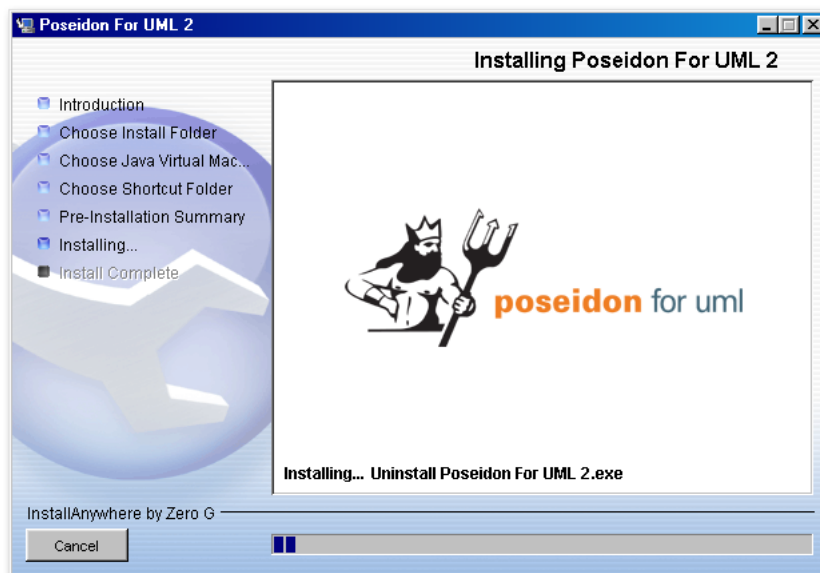 Poseidon For UML 2
Installing Poseidon For UML 2
Introduction
Choose Install Folder
Choose Java Virtual Mac...
Choose Shortcut Folder
Pre-Installation Summary
Installing...
Install Complete
poseidon for uml
Installing... Uninstall Poseidon For UML 2.exe
InstallAnywhere by Zero G
Cancel